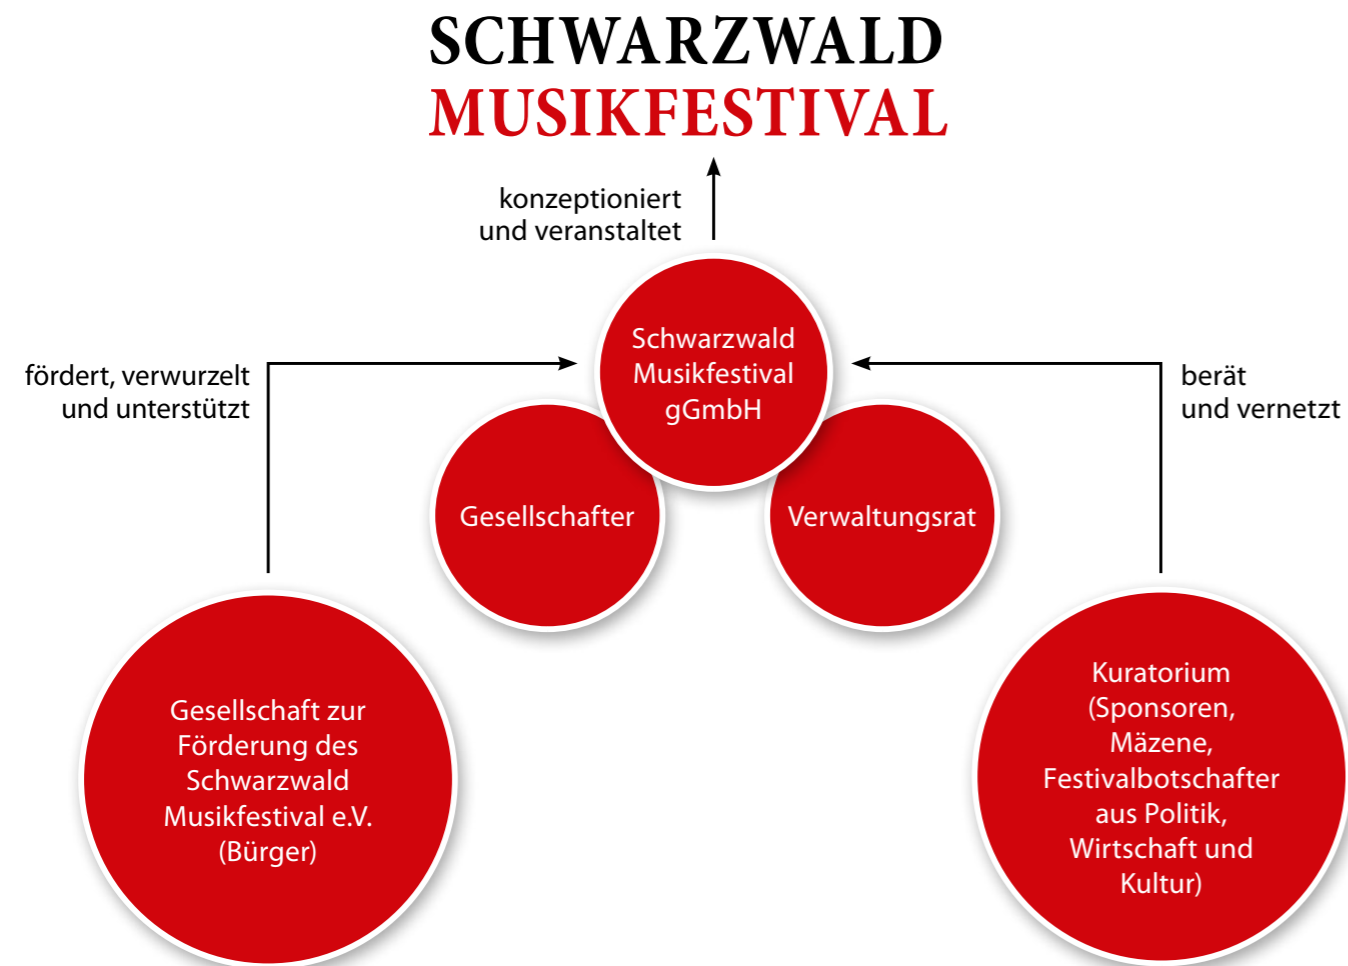 SCHWARZWALD
MUSIKFESTIVAL
konzeptioniert
und veranstaltet
Schwarzwald
Musikfestival
gGmbH
fördert, verwurzelt
und unterstützt
berät
und vernetzt
Gesellschafter
Verwaltungsrat
Gesellschaft zur
Förderung des
Schwarzwald
Musikfestival e.V.
(Bürger)
Kuratorium
(Sponsoren,
Mäzene,
Festivalbotschafter
aus Politik,
Wirtschaft und
Kultur)